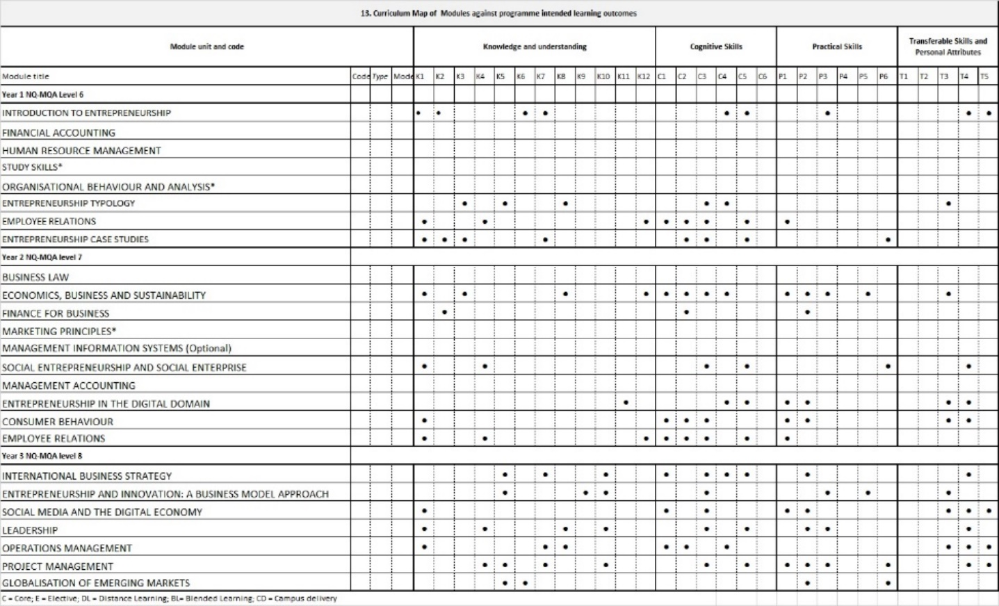 13. Curriculum Map of Modules against programme intended learning outcomes
Module unit and code Knowledge and understanding Cognitive Skills Practical Skills Transferable Skills and Personal Attributes
Module title Code Type Mode K1 K2 K3 K4 K5 K6 K7 K8 K9 K10 K11 K12 C1 C2 C3 C4 C5 C6 P1 P2 P3 P4 P5 P6 T1 T2 T3 T4 T5
Year 1 NQ-MQA Level 6
INTRODUCTION TO ENTREPRENEURSHIP • • • • • • • • •
FINANCIAL ACCOUNTING
HUMAN RESOURCE MANAGEMENT
STUDY SKILLS*
ORGANISATIONAL BEHAVIOUR AND ANALYSIS*
ENTREPRENEURSHIP TYPOLOGY • • • • • •
EMPLOYEE RELATIONS • • • • • • • •
ENTREPRENEURSHIP CASE STUDIES • • • • • • • •
Year 2 NQ-MQA level 7
BUSINESS LAW
ECONOMICS, BUSINESS AND SUSTAINABILITY • • • • • • • • • • • • •
FINANCE FOR BUSINESS • • •
MARKETING PRINCIPLES*
MANAGEMENT INFORMATION SYSTEMS (Optional)
SOCIAL ENTREPRENEURSHIP AND SOCIAL ENTERPRISE • • • • • •
MANAGEMENT ACCOUNTING
ENTREPRENEURSHIP IN THE DIGITAL DOMAIN • • • • • • •
CONSUMER BEHAVIOUR • • • • • • • •
EMPLOYEE RELATIONS • • • • • • • •
Year 3 NQ-MQA level 8
INTERNATIONAL BUSINESS STRATEGY • • • • • • • • •
ENTREPRENEURSHIP AND INNOVATION: A BUSINESS MODEL APPROACH • • • • • • •
SOCIAL MEDIA AND THE DIGITAL ECONOMY • • • • • • • •
LEADERSHIP • • • • • • • • •
OPERATIONS MANAGEMENT • • • • • • • • •
PROJECT MANAGEMENT • • • • • • • • • • • •
GLOBALISATION OF EMERGING MARKETS • • • •
C = Core; E = Elective; DL = Distance Learning; BL= Blended Learning; CD = Campus delivery